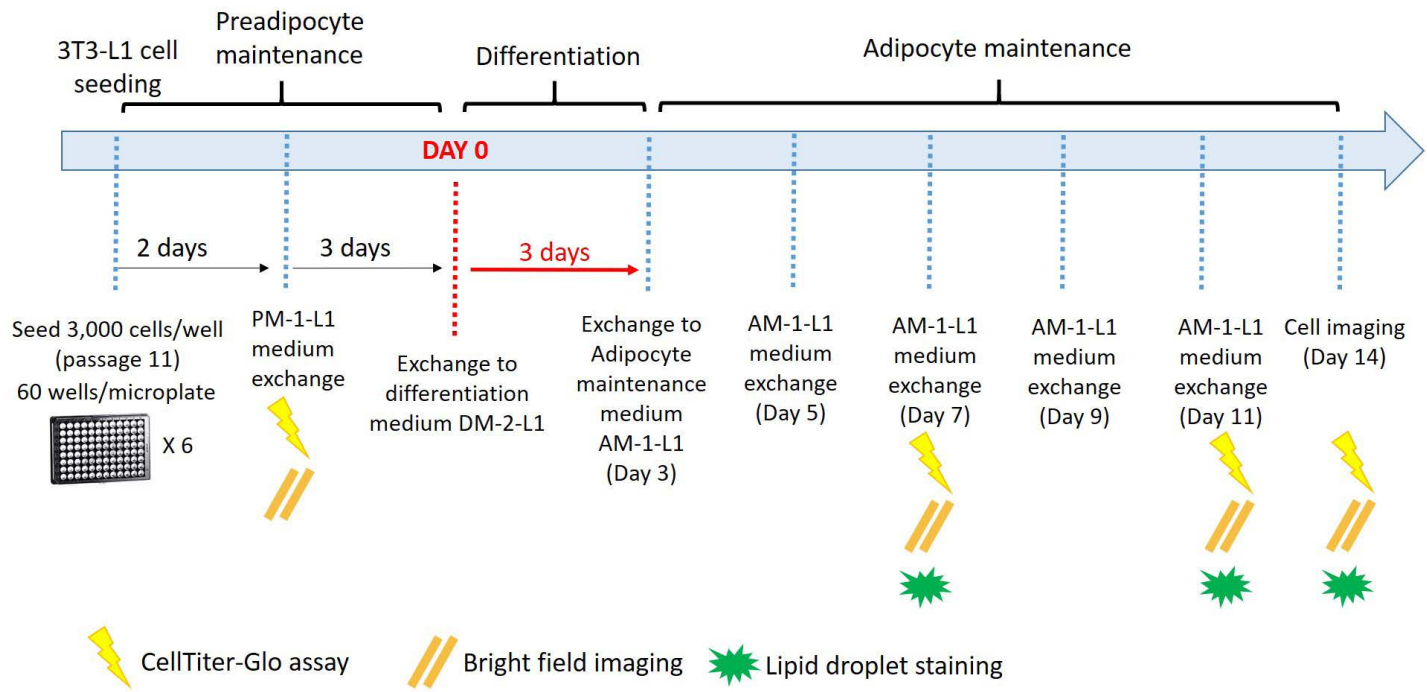 3T3-L1 cell
seeding
Preadipocyte
maintenance
Differentiation
Adipocyte maintenance
DAY 0
2 days
3 days
3 days
Seed 3,000 cells/well
(passage 11)
60 wells/microplate
X 6
PM-1-L1
medium
exchange
Exchange to
differentiation
medium DM-2-L1
Exchange to
Adipocyte
maintenance
medium
AM-1-L1
(Day 3)
AM-1-L1
medium
exchange
(Day 5)
AM-1-L1
medium
exchange
(Day 7)
AM-1-L1
medium
exchange
(Day 9)
AM-1-L1
medium
exchange
(Day 11)
Cell imaging
(Day 14)
CellTiter-Glo assay
Bright field imaging
Lipid droplet staining